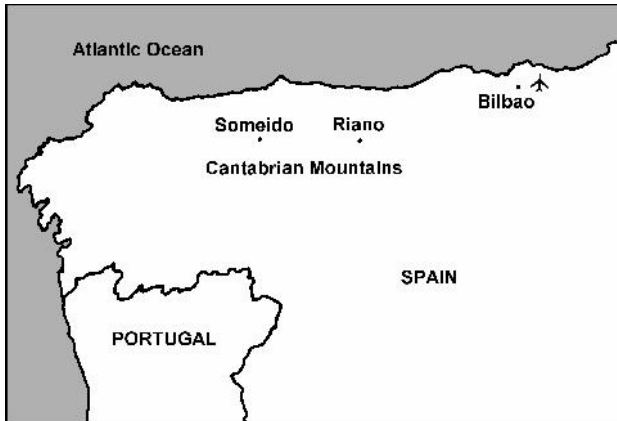 Atlantic Ocean
Bilbao
Someido
Riano
Cantabrian Mountains
SPAIN
PORTUGAL